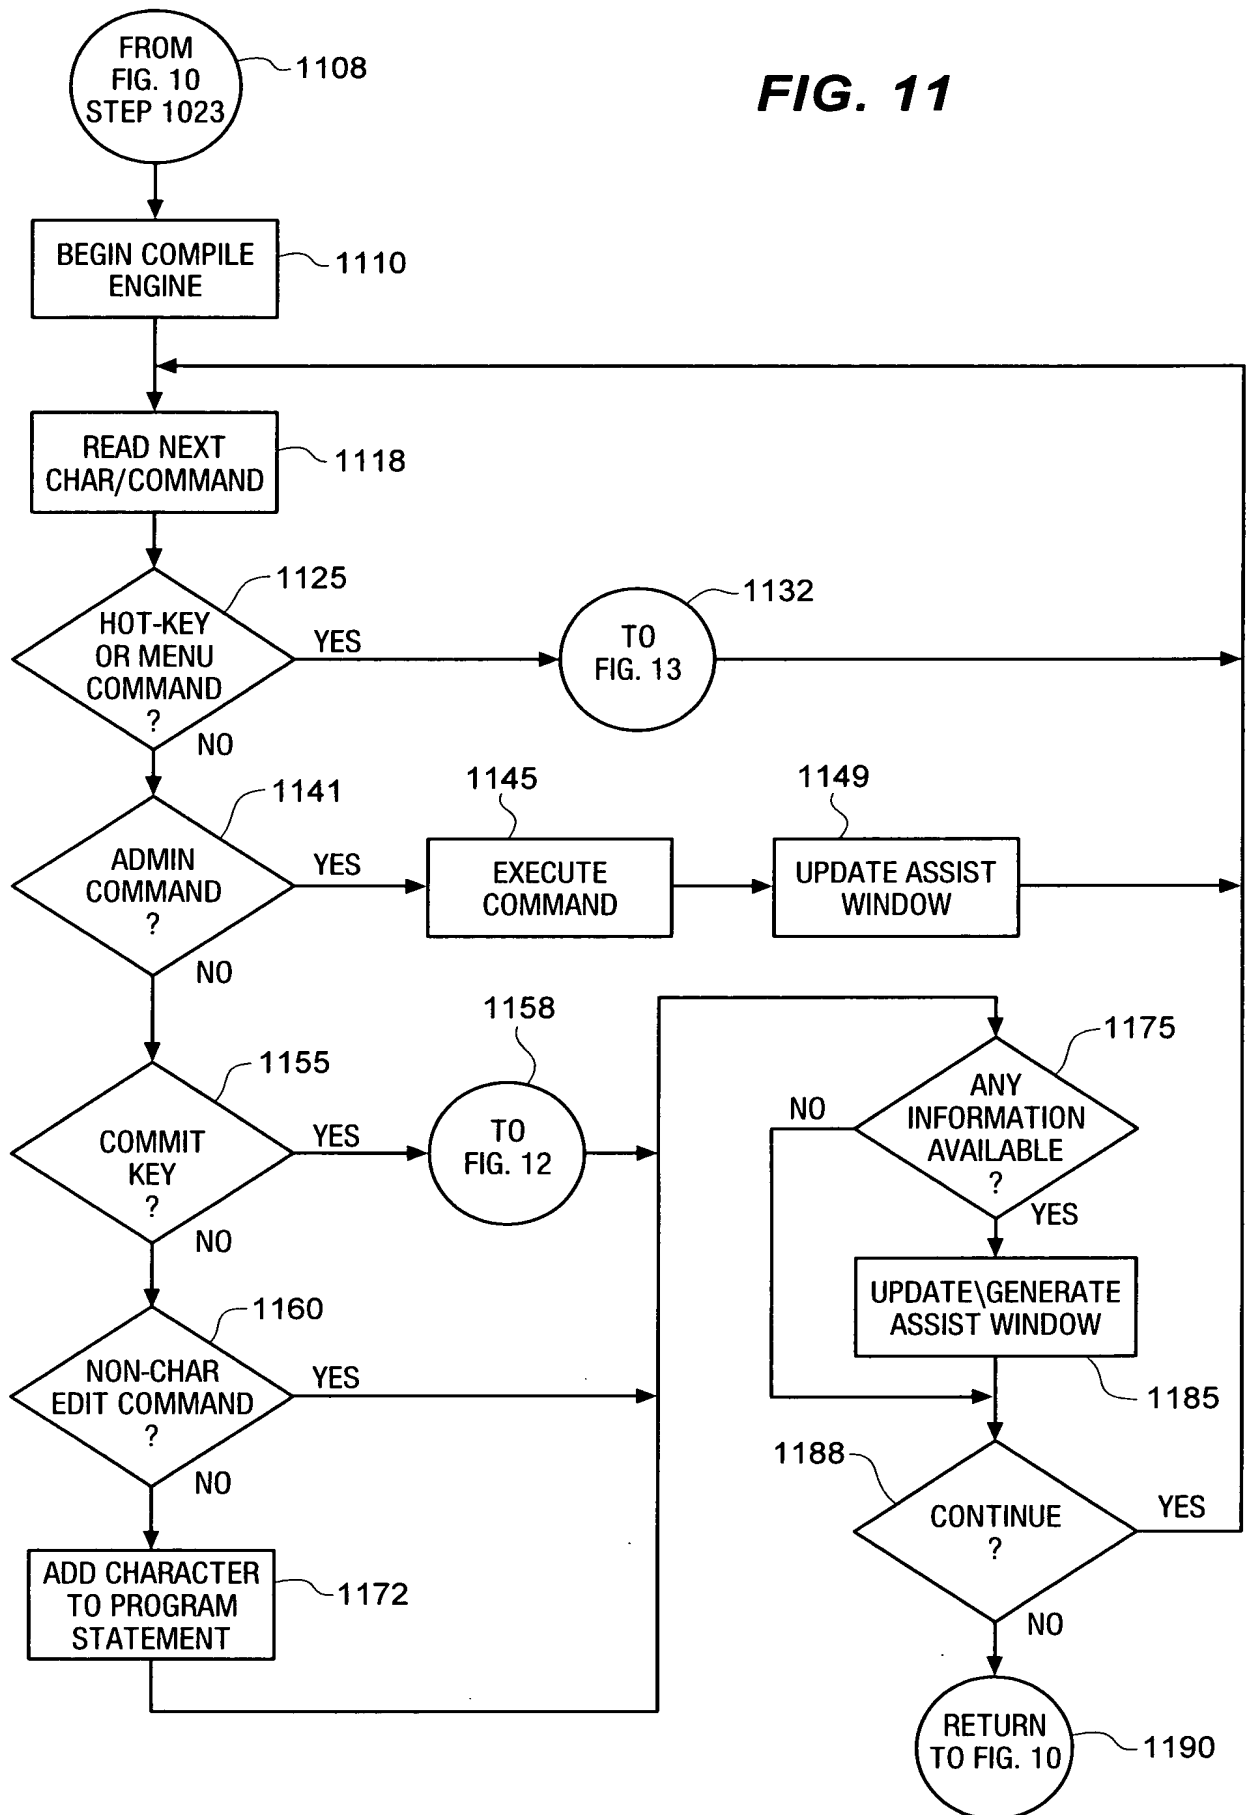 FROM
FIG. 10
STEP 1023
1108
FIG. 11
BEGIN COMPILE
ENGINE
1110
READ NEXT
CHAR/COMMAND
1118
1125
HOT-KEY
OR MENU
COMMAND
?
YES
NO
1132
TO
FIG. 13
1141
ADMIN
COMMAND
?
YES
NO
1145
EXECUTE
COMMAND
1149
UPDATE ASSIST
WINDOW
1155
COMMIT
KEY
?
YES
NO
1158
TO
FIG. 12
1160
NON-CHAR
EDIT COMMAND
?
YES
NO
ADD CHARACTER
TO PROGRAM
STATEMENT
1172
1175
ANY
INFORMATION
AVAILABLE
?
NO
YES
UPDATE\GENERATE
ASSIST WINDOW
1185
1188
CONTINUE
?
YES
NO
RETURN
TO FIG. 10
1190